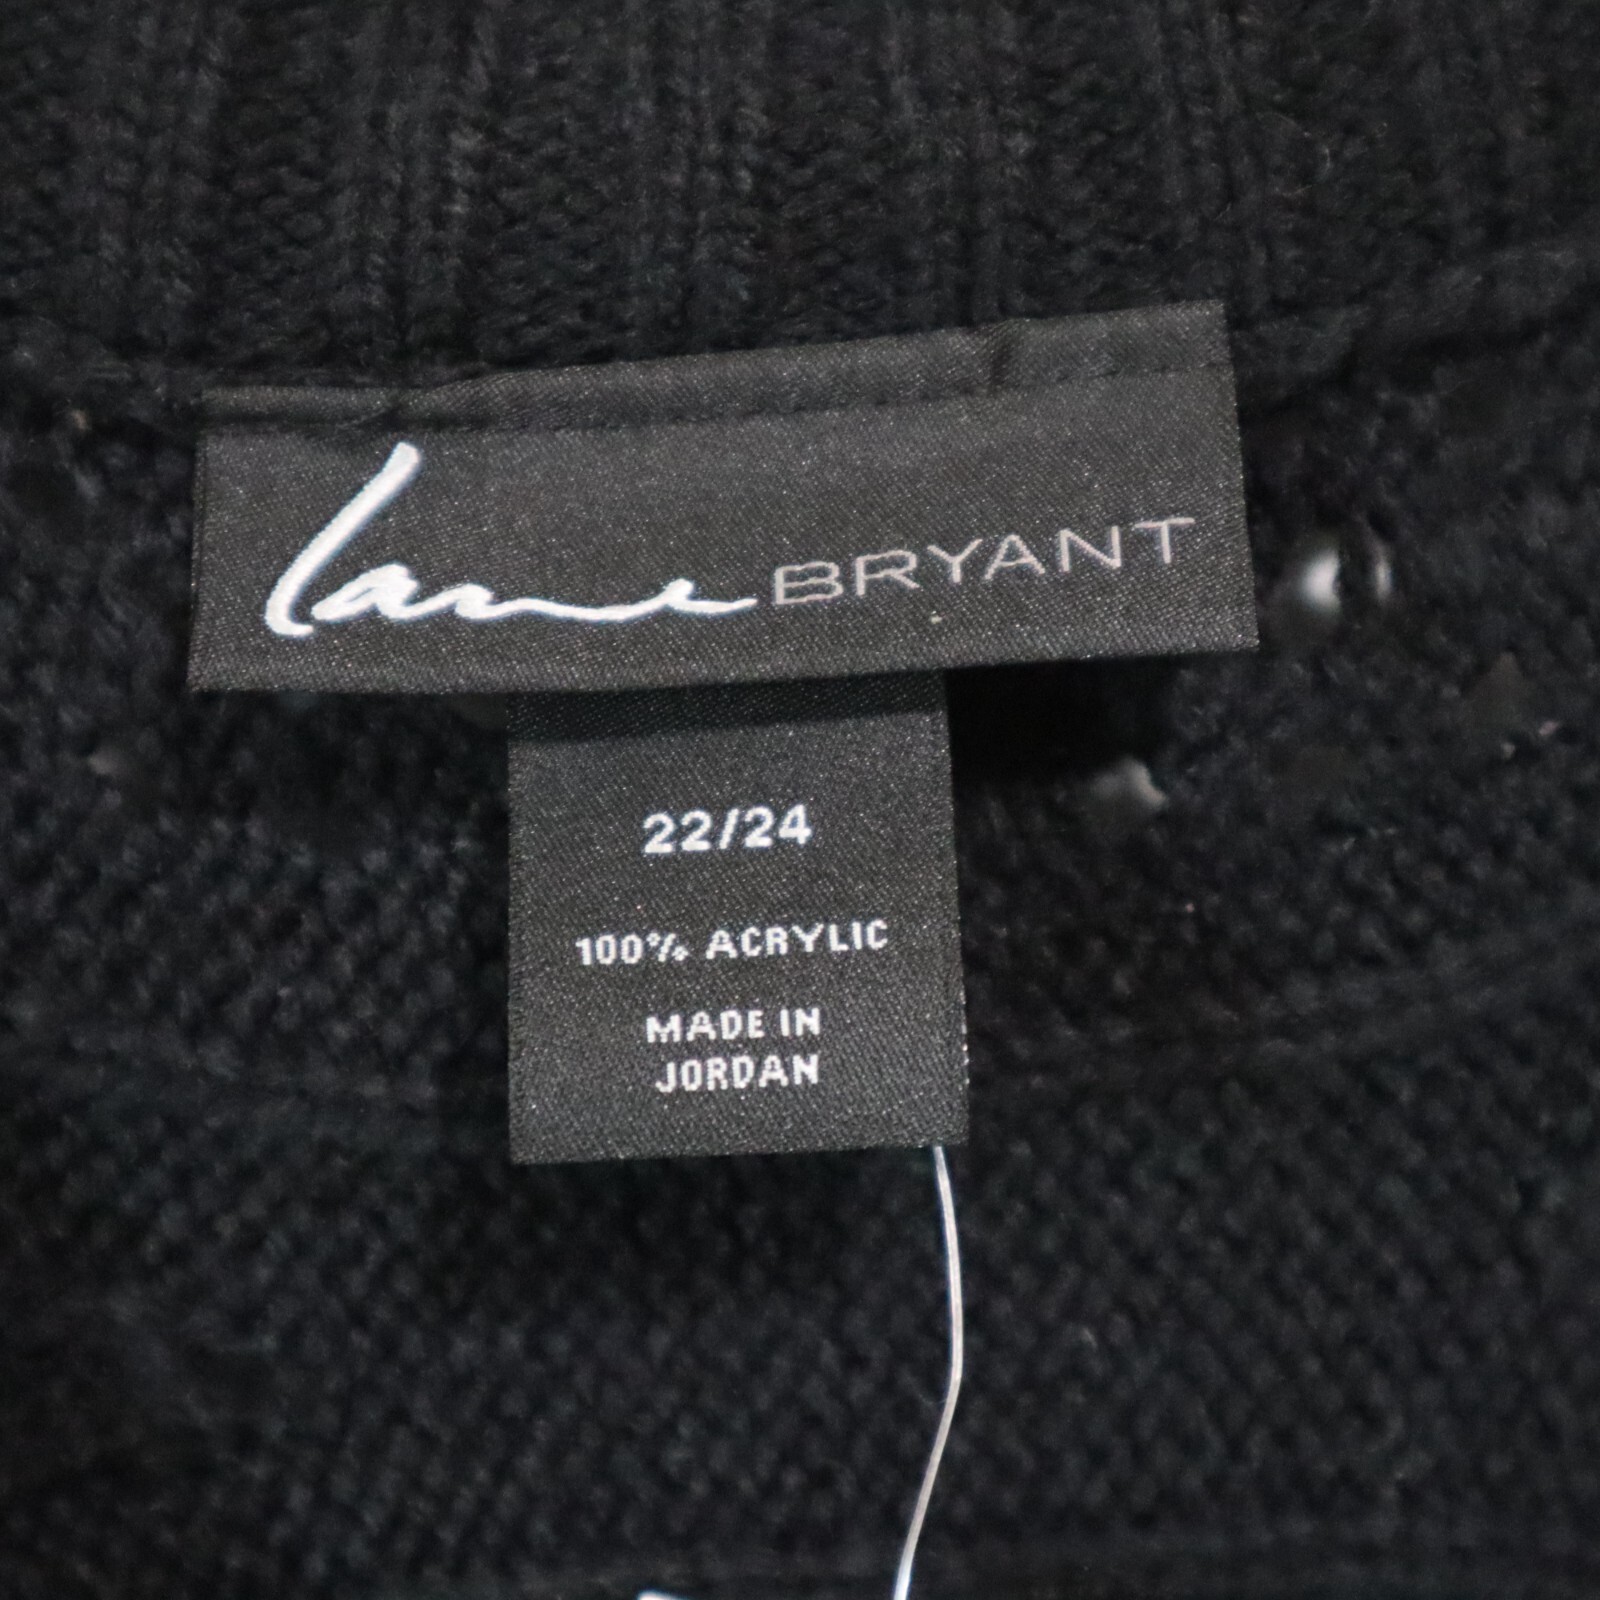 Lane BRYANT
22/24
100% ACRYLIC
MADE IN
JORDAN